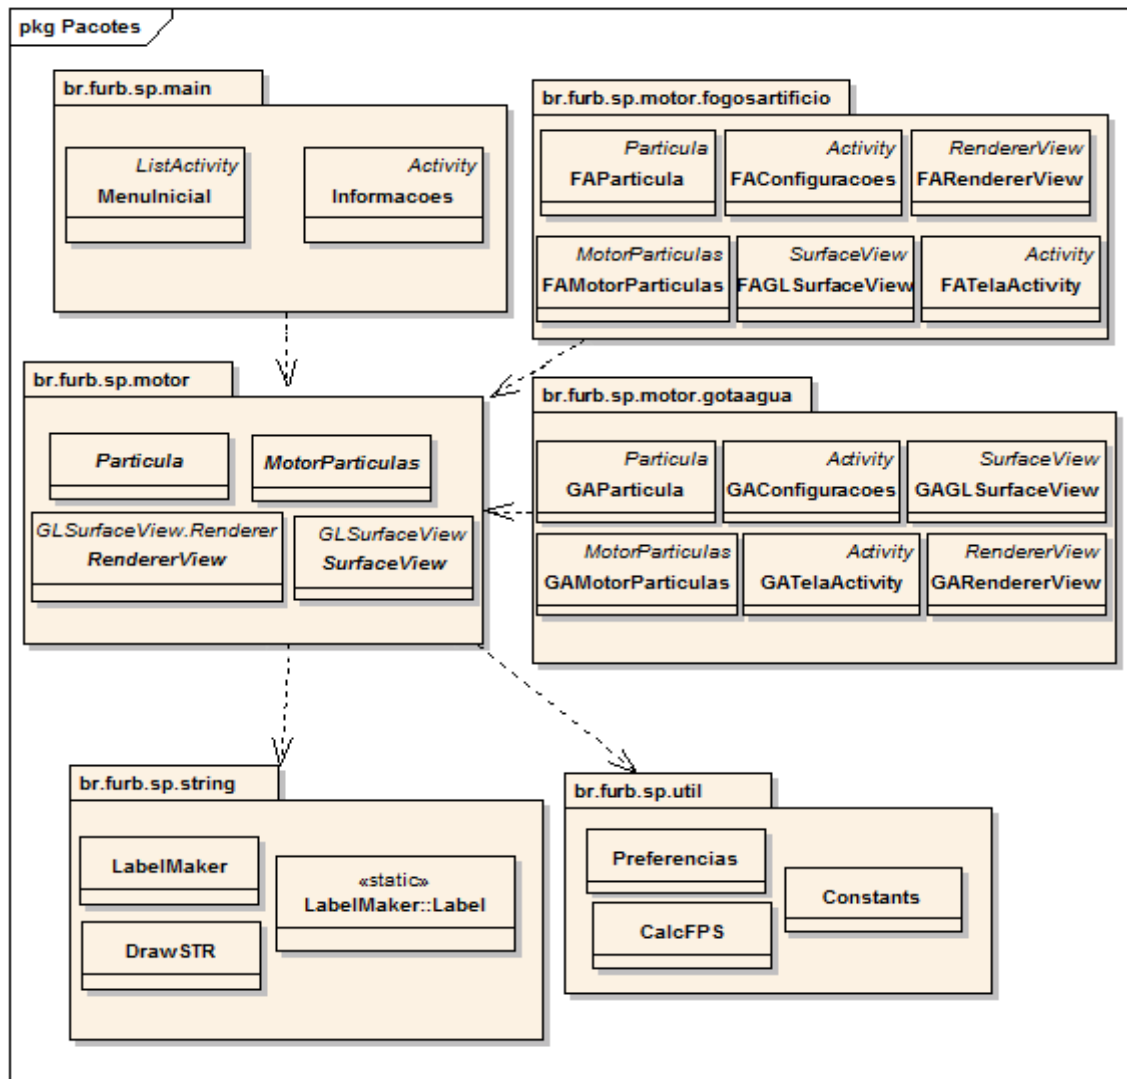 pkg Pacotes
br.furb.sp.main
ListActivity
MenuInicial
Activity
Informacoes
br.furb.sp.motor.fogosartificio
Particula
FAParticula
Activity
FAConfiguracoes
RendererView
FARendererView
MotorParticulas
FAMotorParticulas
SurfaceView
FAGLSurfaceView
Activity
FATelaActivity
br.furb.sp.motor
Particula
MotorParticulas
GLSurfaceView.Renderer
RendererView
GLSurfaceView
SurfaceView
br.furb.sp.motor.gotaagua
Particula
GAParticula
Activity
GAConfiguracoes
SurfaceView
GAGLSurfaceView
MotorParticulas
GAMotorParticulas
Activity
GATelaActivity
RendererView
GARendererView
br.furb.sp.string
LabelMaker
«static»
LabelMaker::Label
DrawSTR
br.furb.sp.util
Preferencias
Constants
CalcFPS